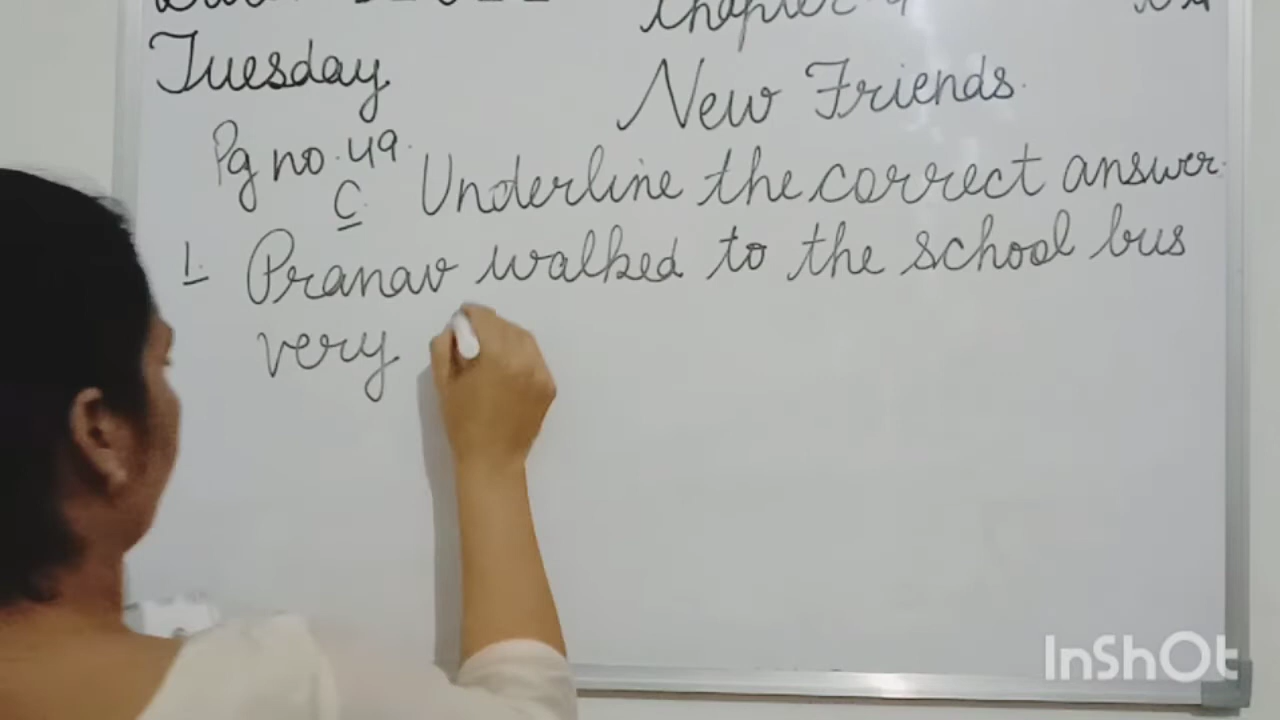 Chapter-4
Tuesday
New Friends.
Pg no. 49.
C. Underline the correct answer.
1. Pranav walked to the school bus
very
InShOt